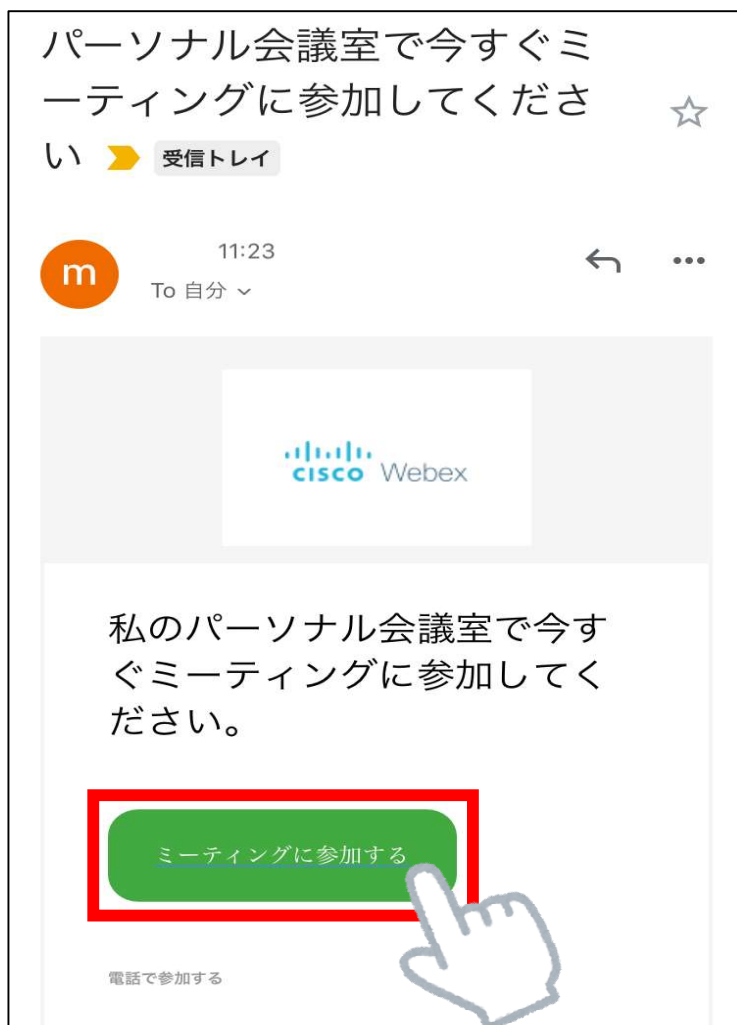 パーソナル会議室で今すぐミ
ーティングに参加してくださ
い 受信トレイ
m
11:23
To 自分
cisco Webex
私のパーソナル会議室で今す
ぐミーティングに参加してく
ださい。
ミーティングに参加する
電話で参加する